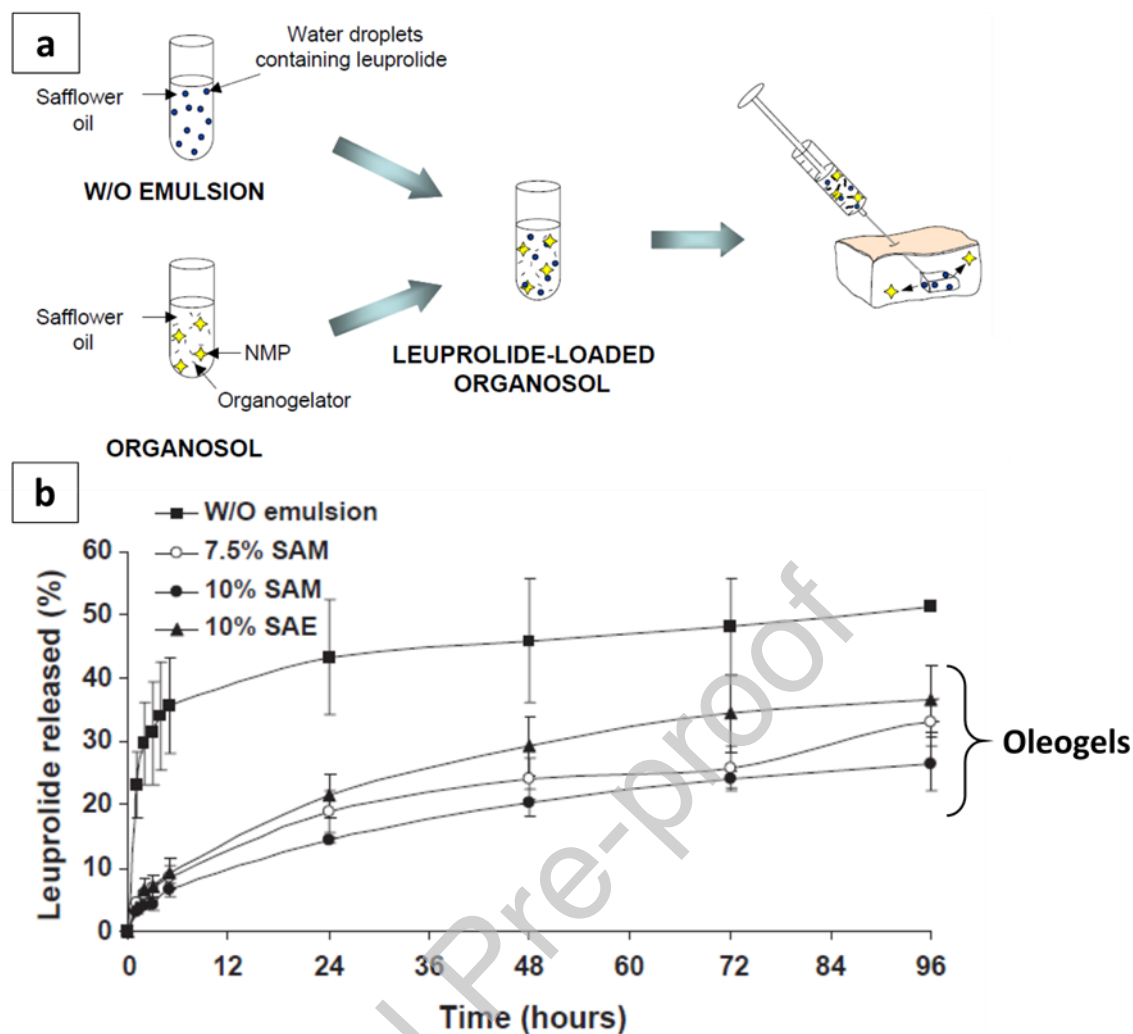 a
Water droplets
containing leuprolide
Safflower
oil
W/O EMULSION
Safflower
oil
NMP
Organogelator
ORGANOSOL
LEUPROLIDE-LOADED
ORGANOSOL
b
W/O emulsion
7.5% SAM
10% SAM
10% SAE
Leuprolide released (%)
60
50
40
30
20
10
0
0 12 24 36 48 60 72 84 96
Time (hours)
Oleogels
l Pre-proof